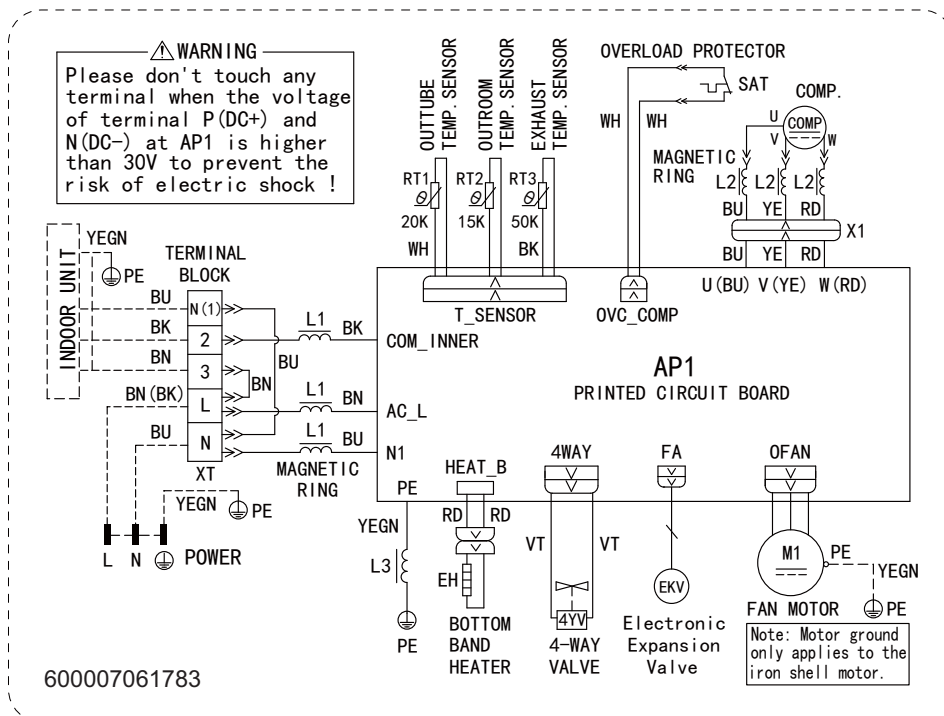 WARNING
Please don't touch any
terminal when the voltage
of terminal P(DC+) and
N(DC-) at AP1 is higher
than 30V to prevent the
risk of electric shock !
OUTTUBE
TEMP. SENSOR
OUTROOM
TEMP. SENSOR
EXHAUST
TEMP. SENSOR
RT1
RT2
RT3
θ
θ
θ
20K
15K
50K
WH
BK
OVERLOAD PROTECTOR
SAT
WH
WH
COMP.
U
COMP
V
W
MAGNETIC
RING
L2
L2
L2
BU
YE
RD
X1
BU
YE
RD
U(BU) V(YE) W(RD)
T_SENSOR
OVC_COMP
INDOOR UNIT
YEGN
PE
TERMINAL
BLOCK
BU
N(1)
BK
2
BN
3
BN(BK)
L
BU
N
XT
BU
BN
L1
BK
COM_INNER
L1
BN
AC_L
L1
BU
N1
MAGNETIC
RING
AP1
PRINTED CIRCUIT BOARD
YEGN
PE
L
N
POWER
PE
YEGN
L3
PE
HEAT_B
RD
RD
EH
BOTTOM
BAND
HEATER
4WAY
VT
VT
4YV
4-WAY
VALVE
FA
EKV
Electronic
Expansion
Valve
OFAN
M1
PE
YEGN
FAN MOTOR
PE
Note: Motor ground
only applies to the
iron shell motor.
600007061783